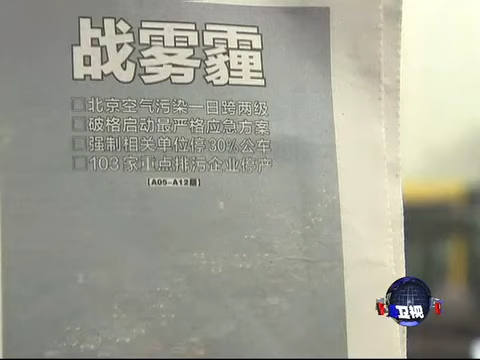 战雾霾
□北京空气污染一日跨两级
□破格启动最严格应急方案
□强制相关单位停30%公车
□103家重点排污企业停产
【A05-A12版】
卫视